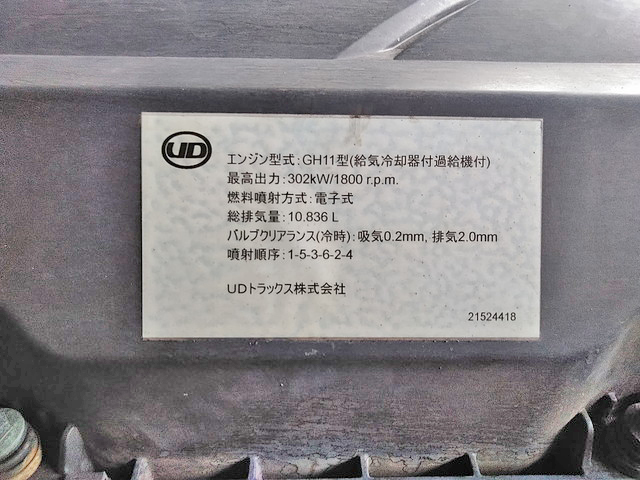 UD
エンジン型式:GH11型(給気冷却器付過給機付)
最高出力:302kW/1800 r.p.m.
燃料噴射方式:電子式
総排気量:10.836 L
バルブクリアランス(冷時):吸気0.2mm, 排気2.0mm
噴射順序:1-5-3-6-2-4
UDトラックス株式会社
21524418